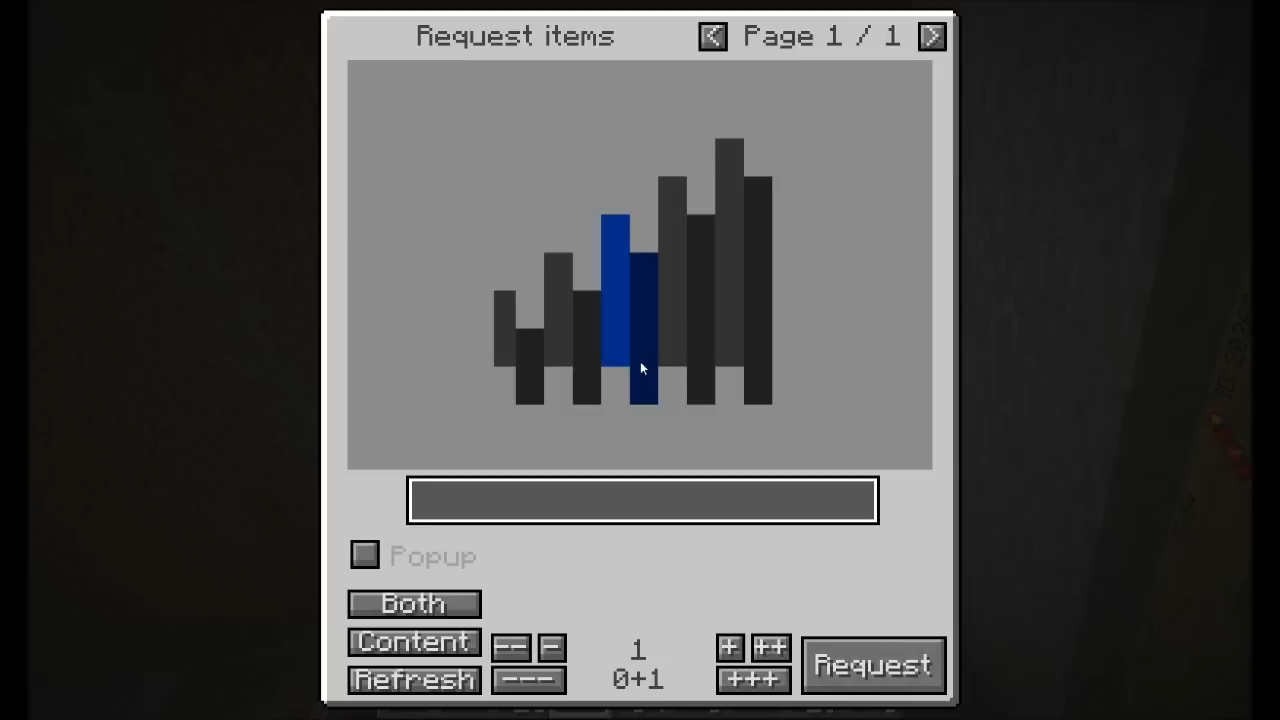 Request items
< Page 1 / 1 >
Popup
Both
Content
Refresh
-- - 1 + ++
--- 0+1 +++
Request